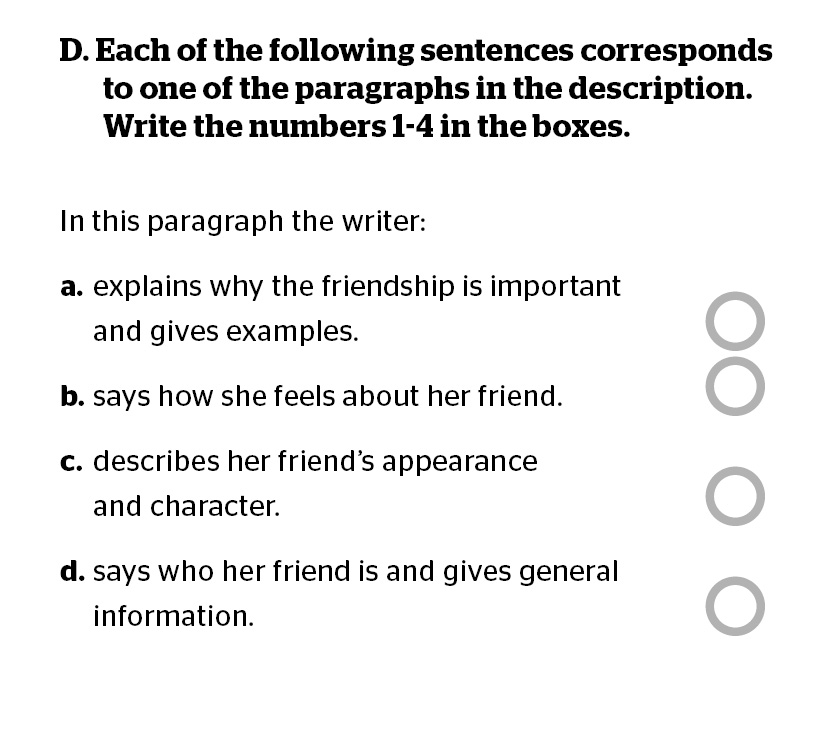 D. Each of the following sentences corresponds
to one of the paragraphs in the description.
Write the numbers 1-4 in the boxes.
In this paragraph the writer:
a. explains why the friendship is important
and gives examples.
b. says how she feels about her friend.
c. describes her friend’s appearance
and character.
d. says who her friend is and gives general
information.